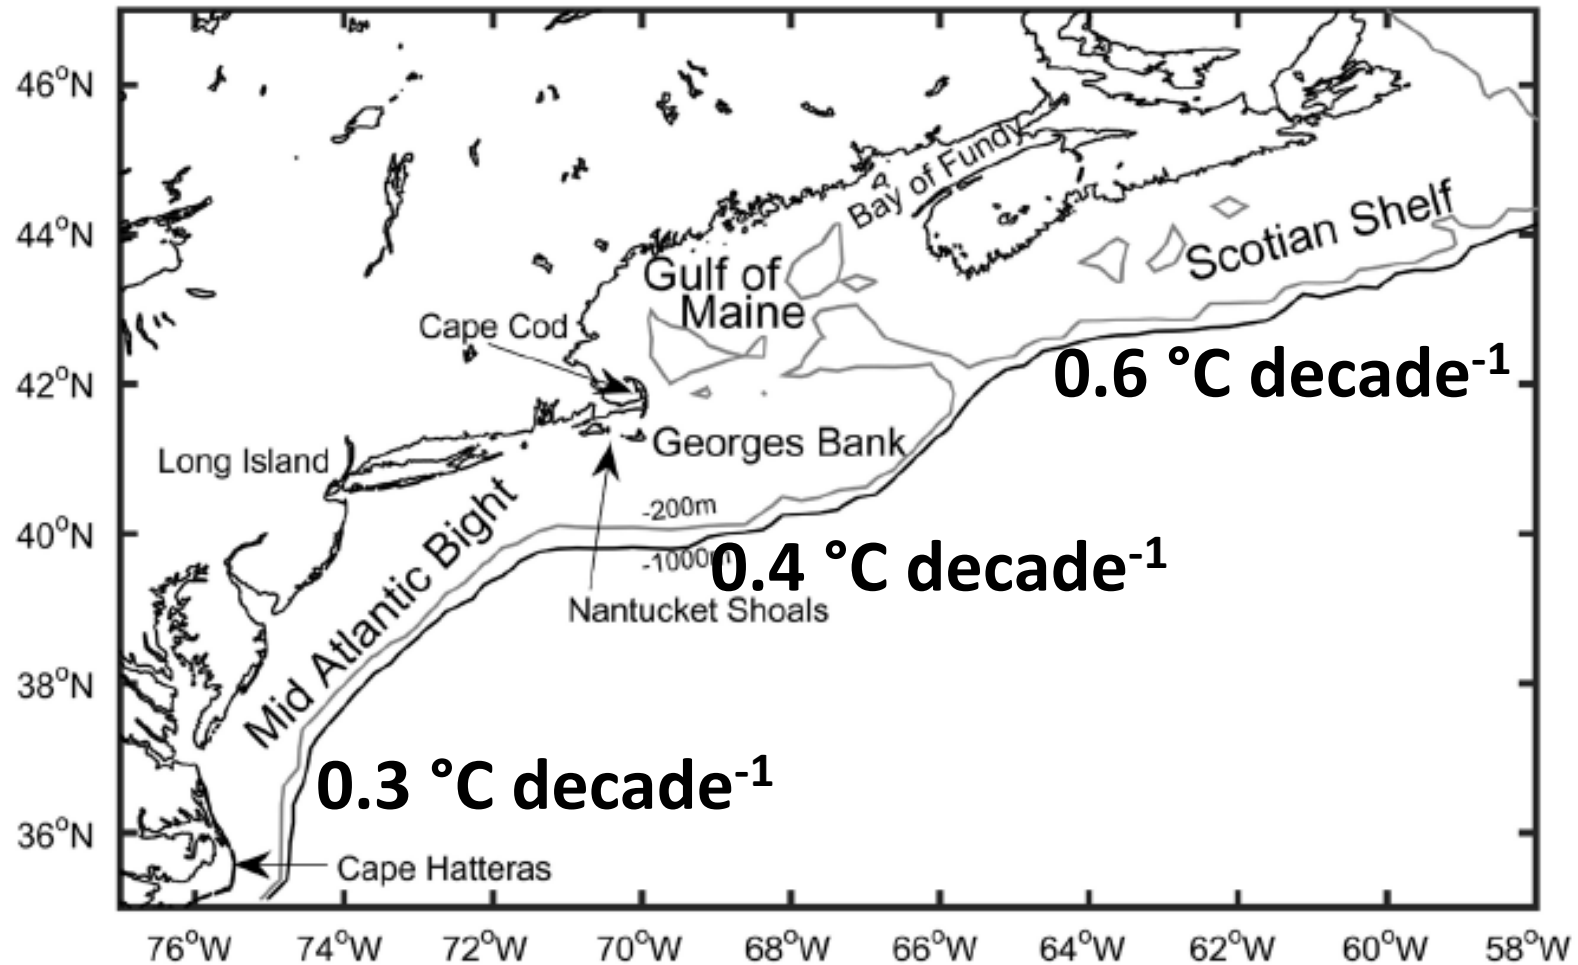 46°N
44°N
42°N
40°N
38°N
36°N
Bay of Fundy
Scotian Shelf
Gulf of
Maine
Cape Cod
0.6 °C decade-1
Georges Bank
Long Island
-200m
-1000m
0.4 °C decade-1
Nantucket Shoals
Mid Atlantic Bight
0.3 °C decade-1
Cape Hatteras
76°W 74°W 72°W 70°W 68°W 66°W 64°W 62°W 60°W 58°W